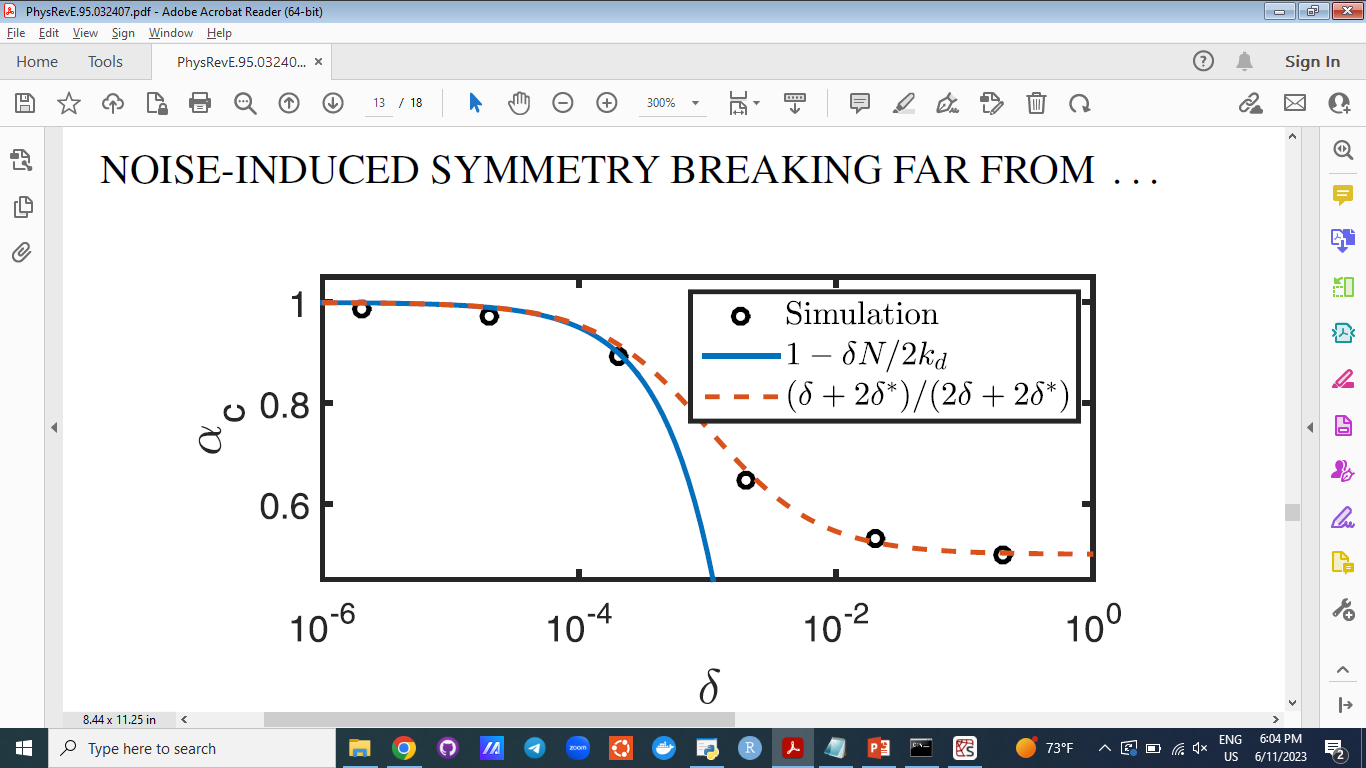 PhysRevE.95.032407.pdf - Adobe Acrobat Reader (64-bit)
File Edit View Sign Window Help
Home Tools PhysRevE.95.03240... × Sign In
13 / 18 300%
NOISE-INDUCED SYMMETRY BREAKING FAR FROM ...
Simulation
1 − δN/2k_d
(δ + 2δ*)/(2δ + 2δ*)
1
0.8
0.6
α_c
10^-6 10^-4 10^-2 10^0
δ
8.44 x 11.25 in
Type here to search zoom R 73°F ENG US 6:04 PM 6/11/2023 2